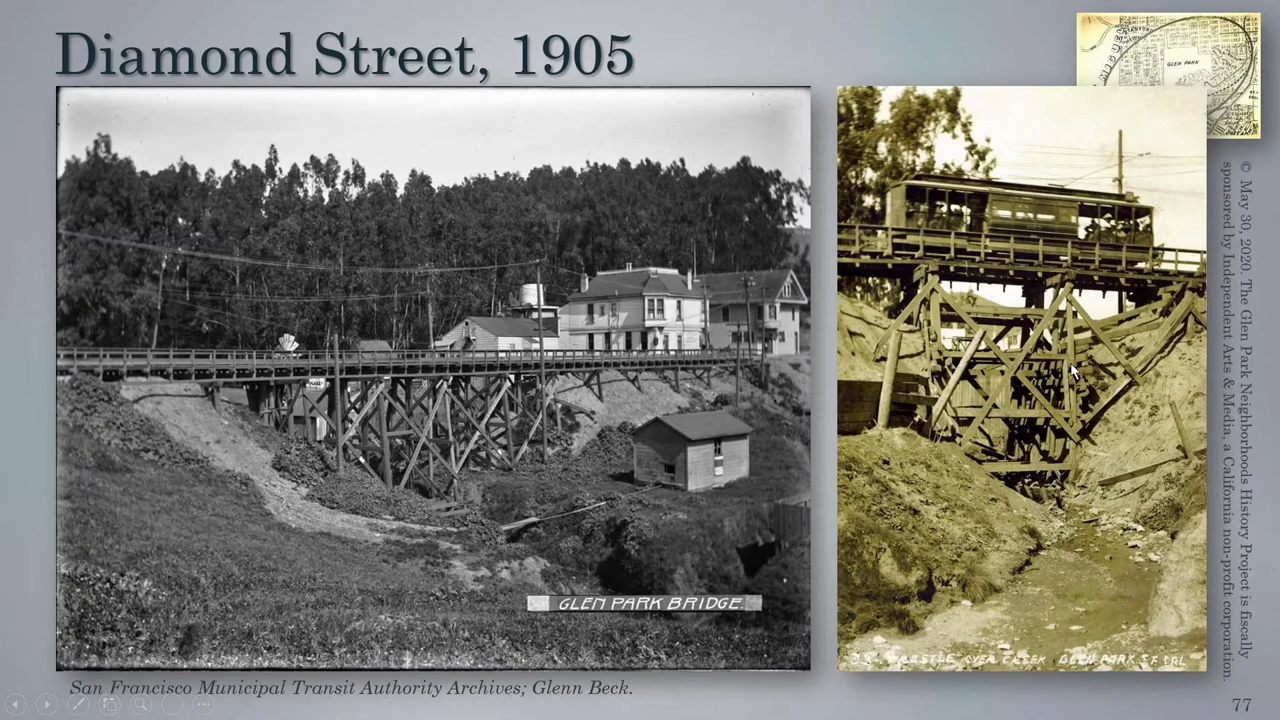 Diamond Street, 1905
GLEN PARK
GLEN PARK BRIDGE.
TRESTLE OVER CREEK GLEN PARK S.F. CAL
San Francisco Municipal Transit Authority Archives; Glenn Beck.
© May 30, 2020. The Glen Park Neighborhoods History Project is fiscally
sponsored by Independent Arts & Media, a California non-profit corporation.
77